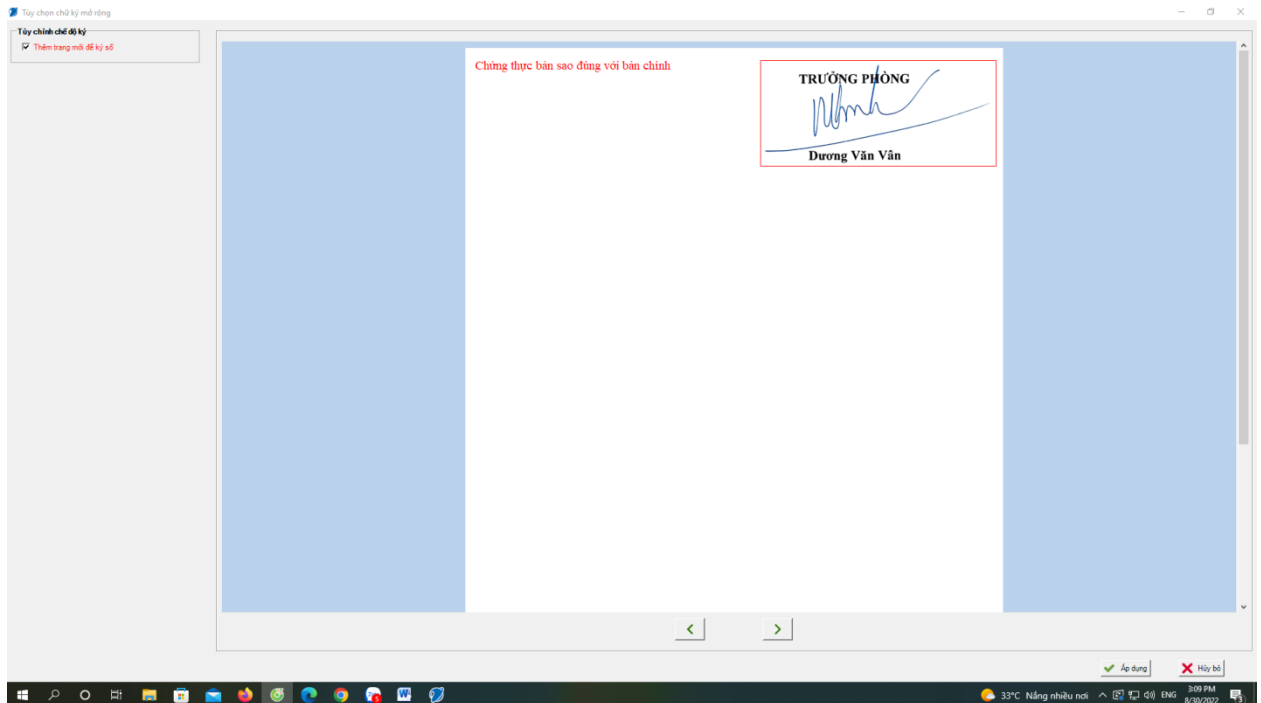 Tùy chọn chữ ký mở rộng
Tùy chỉnh chế độ ký
Thêm trang mới để ký số
Chứng thực bản sao đúng với bản chính
TRƯỞNG PHÒNG
Dương Văn Vân
Áp dụng
Hủy bỏ
33°C Nắng nhiều nơi
ENG
3:09 PM
8/30/2022